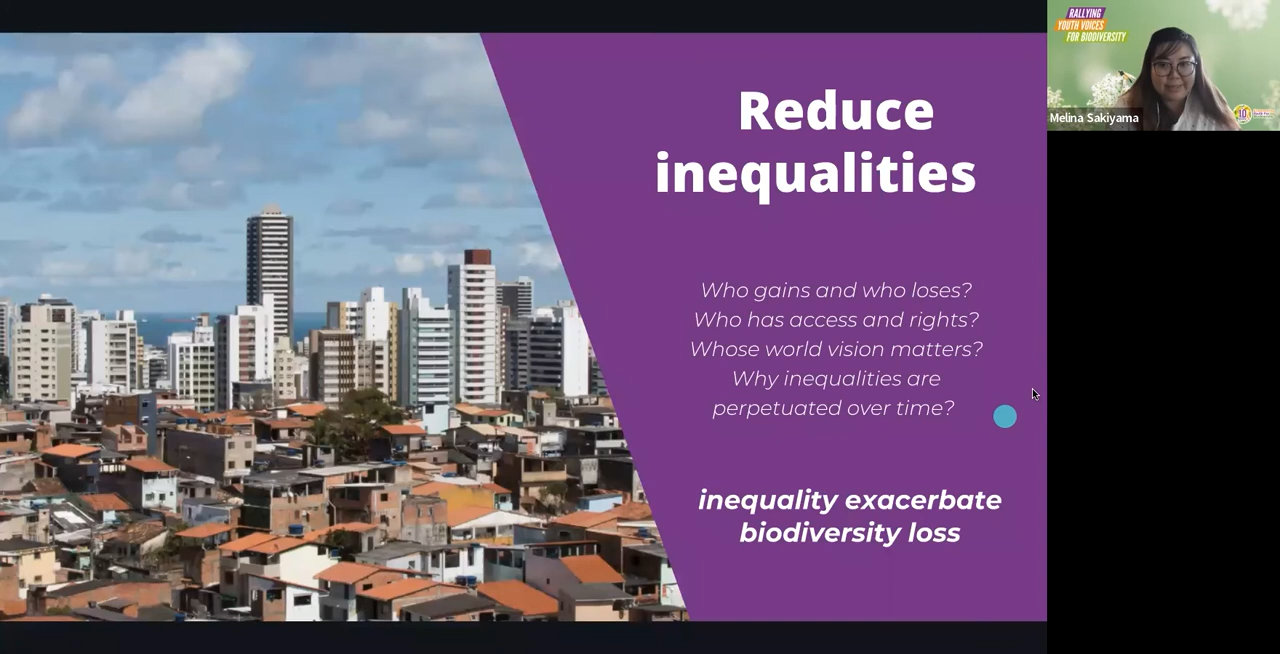 Reduce
inequalities
Who gains and who loses?
Who has access and rights?
Whose world vision matters?
Why inequalities are
perpetuated over time?
inequality exacerbate
biodiversity loss
RALLYING
YOUTH VOICES
FOR BIODIVERSITY
10
Melina Sakiyama